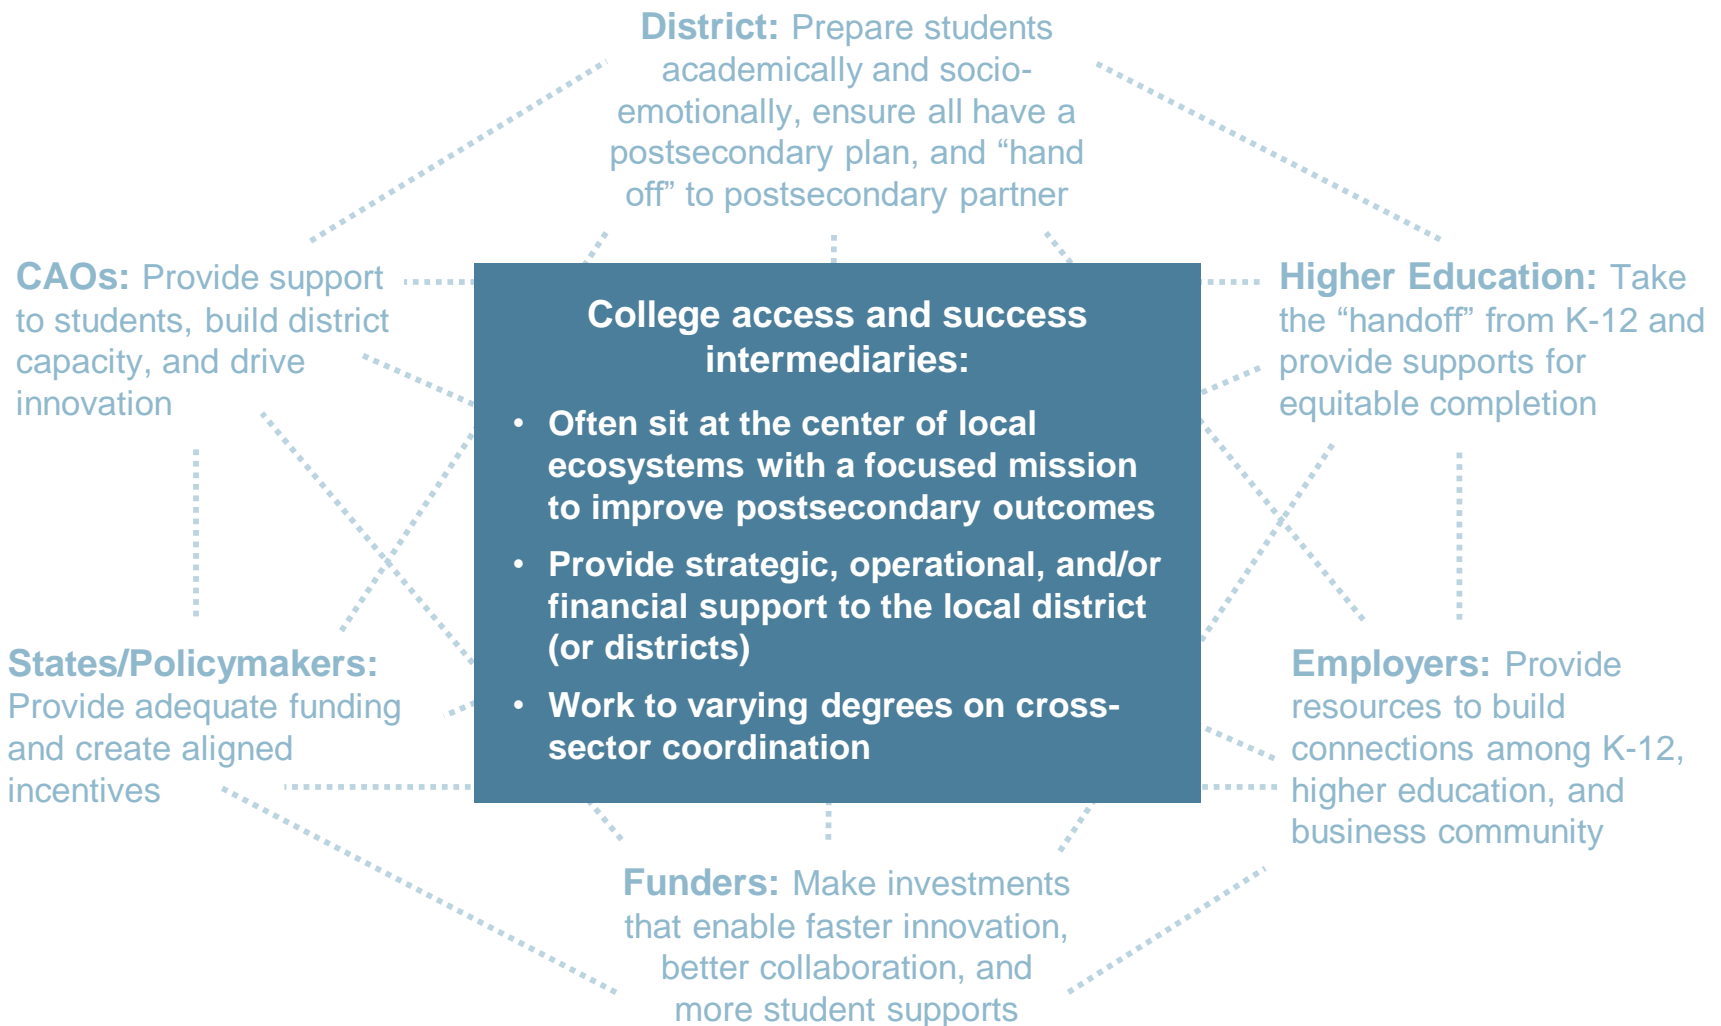 District: Prepare students
academically and socio-
emotionally, ensure all have a
postsecondary plan, and “hand
off” to postsecondary partner
CAOs: Provide support
to students, build district
capacity, and drive
innovation
College access and success
intermediaries:
• Often sit at the center of local
ecosystems with a focused mission
to improve postsecondary outcomes
• Provide strategic, operational, and/or
financial support to the local district
(or districts)
• Work to varying degrees on cross-
sector coordination
Higher Education: Take
the “handoff” from K-12 and
provide supports for
equitable completion
States/Policymakers:
Provide adequate funding
and create aligned
incentives
Employers: Provide
resources to build
connections among K-12,
higher education, and
business community
Funders: Make investments
that enable faster innovation,
better collaboration, and
more student supports